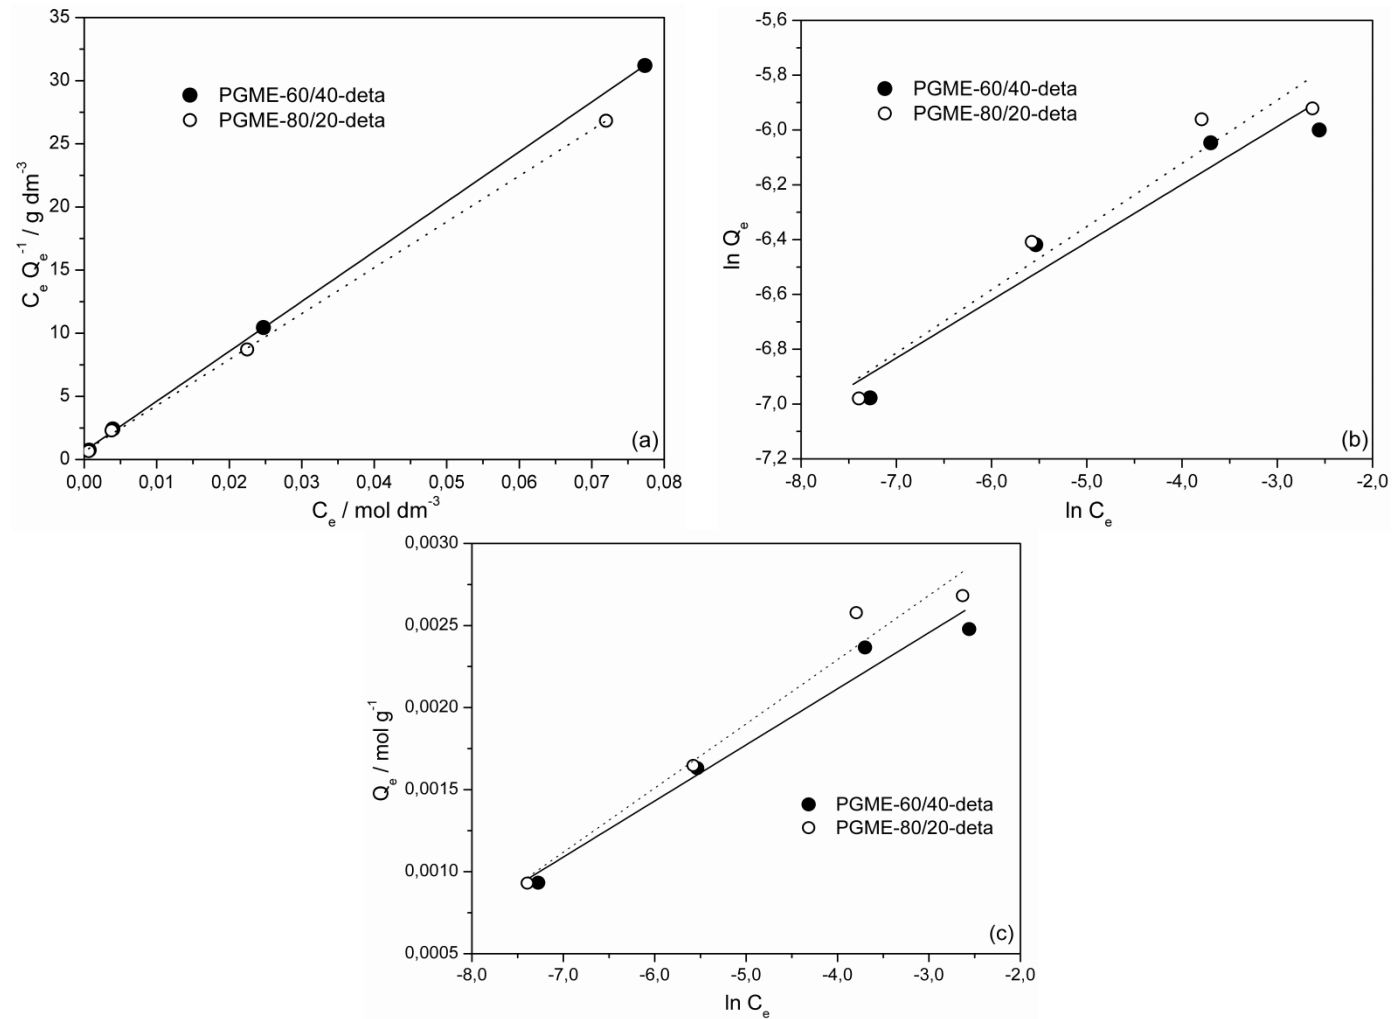 35
30
25
20
15
10
5
0
C_e Q_e^-1 / g dm^-3
PGME-60/40-deta
PGME-80/20-deta
(a)
0,00 0,01 0,02 0,03 0,04 0,05 0,06 0,07 0,08
C_e / mol dm^-3
-5,6
-5,8
-6,0
-6,2
-6,4
-6,6
-6,8
-7,0
-7,2
ln Q_e
PGME-60/40-deta
PGME-80/20-deta
(b)
-8,0 -7,0 -6,0 -5,0 -4,0 -3,0 -2,0
ln C_e
0,0030
0,0025
0,0020
0,0015
0,0010
0,0005
Q_e / mol g^-1
PGME-60/40-deta
PGME-80/20-deta
(c)
-8,0 -7,0 -6,0 -5,0 -4,0 -3,0 -2,0
ln C_e